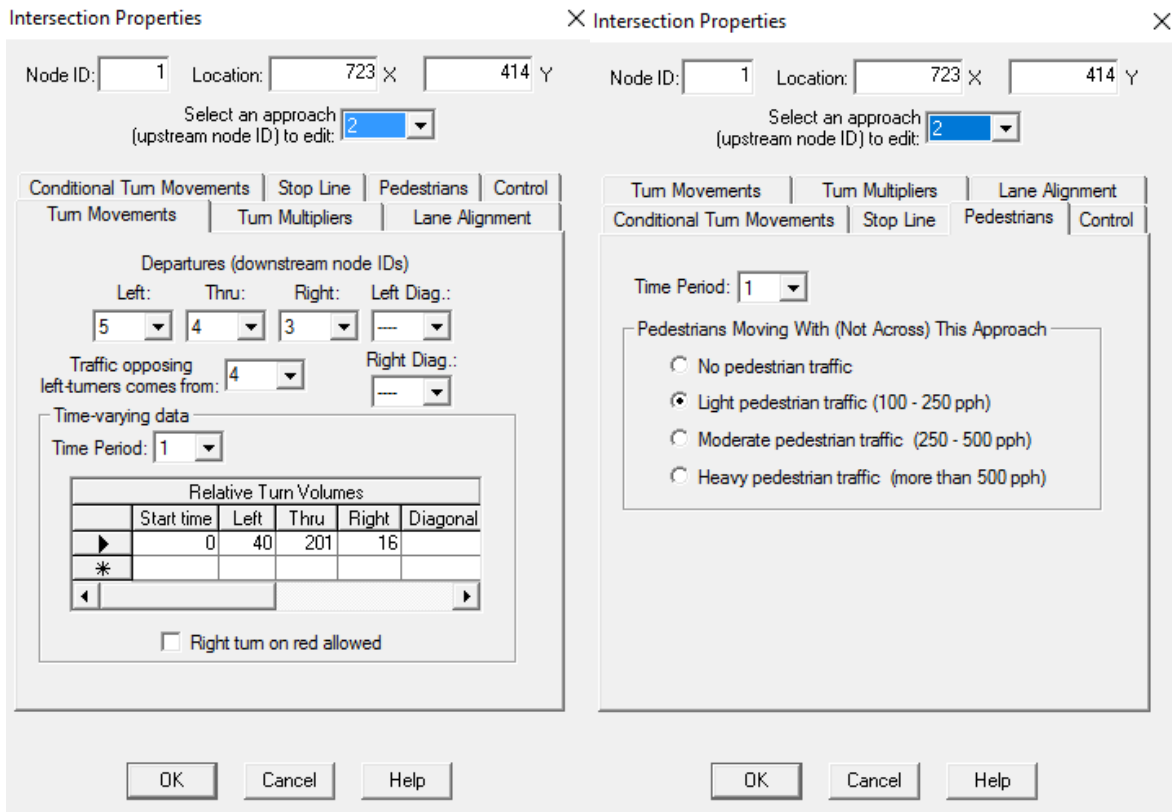 Intersection Properties
Node ID: 1 Location: 723 X 414 Y
Select an approach
(upstream node ID) to edit: 2
Conditional Turn Movements Stop Line Pedestrians Control
Turn Movements Turn Multipliers Lane Alignment
Departures (downstream node IDs)
Left: Thru: Right: Left Diag.:
5 4 3 ----
Traffic opposing
left-turners comes from: 4
Right Diag.:
----
Time-varying data
Time Period: 1
Relative Turn Volumes
Start time Left Thru Right Diagonal
0 40 201 16
Right turn on red allowed
OK Cancel Help
Intersection Properties
Node ID: 1 Location: 723 X 414 Y
Select an approach
(upstream node ID) to edit: 2
Turn Movements Turn Multipliers Lane Alignment
Conditional Turn Movements Stop Line Pedestrians Control
Time Period: 1
Pedestrians Moving With (Not Across) This Approach
No pedestrian traffic
Light pedestrian traffic (100 - 250 pph)
Moderate pedestrian traffic (250 - 500 pph)
Heavy pedestrian traffic (more than 500 pph)
OK Cancel Help